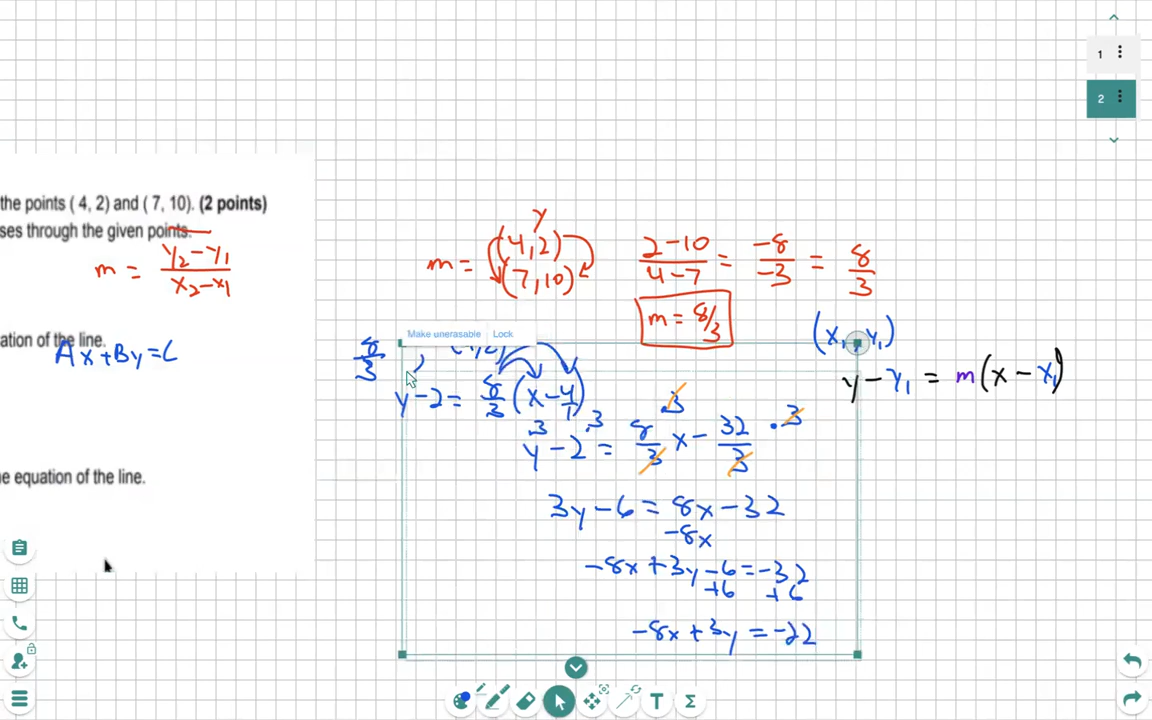 1
2
the points ( 4, 2) and ( 7, 10). (2 points)
ses through the given points.
m = y₂-y₁ / x₂-x₁
ation of the line.
Ax+By=C
e equation of the line.
y
m = (4,2) (7,10)
2-10 / 4-7 = -8 / -3 = 8 / 3
m = 8/3
Make unerasable Lock
(x₁, y₁)
y - y₁ = m(x - x₁)
8 / 3
y-2 = 8/3 (x - 4/1)
.3 .3 .3 .3
y - 2 = 8/3 x - 32/3
3y-6 = 8x-32
-8x
-8x+3y-6=-32
+6 +6
-8x+3y = -22
T
Σ